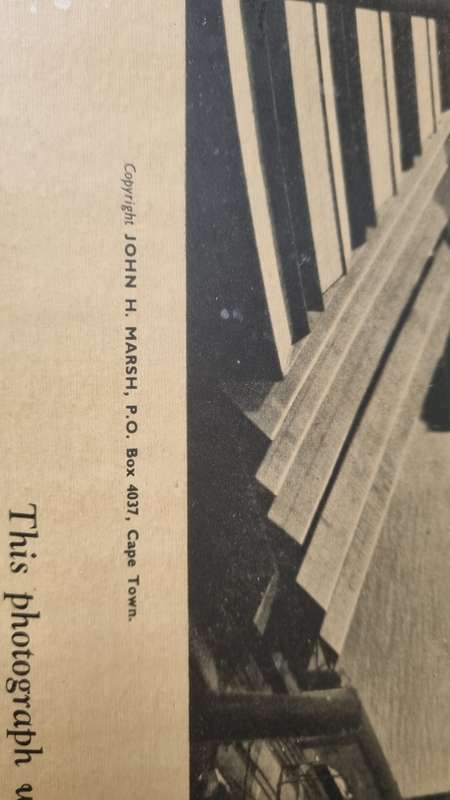 Copyright JOHN H. MARSH, P.O. Box 4037, Cape Town.
This photograph